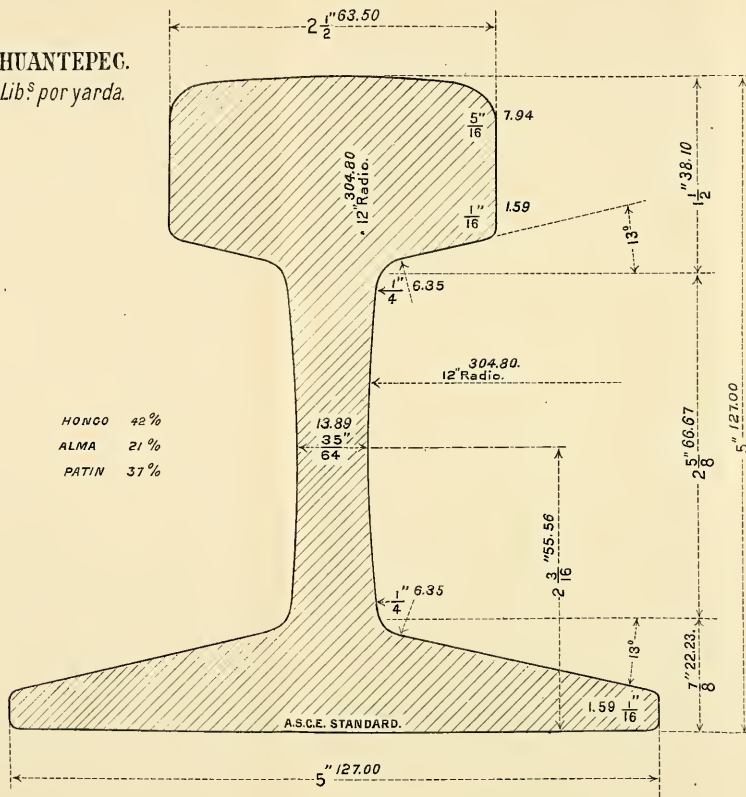 2 1/2" 63.50
HUANTEPEC.
Lib.s por yarda.
5/16" 7.94
304.80
12" Radio.
1/16" 1.59
13°
1 1/2" 38.10
1/4" 6.35
304.80.
12" Radio.
HONGO 42%
ALMA 21%
PATIN 37%
13.89
35/64"
2 5/8" 66.67
5" 127.00
2 3/16" 55.56
1/4" 6.35
13°
7/8" 22.23.
1.59 1/16"
A.S.C.E. STANDARD.
5" 127.00